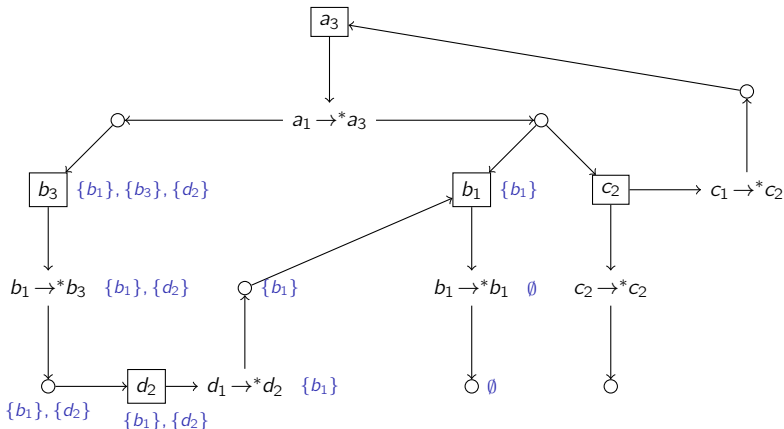 a₃
a₁ →* a₃
b₃ {b₁}, {b₃}, {d₂} b₁ {b₁} c₂ c₁ →* c₂
b₁ →* b₃ {b₁}, {d₂} {b₁} b₁ →* b₁ ∅ c₂ →* c₂
d₂ d₁ →* d₂ {b₁} ∅
{b₁}, {d₂} {b₁}, {d₂}